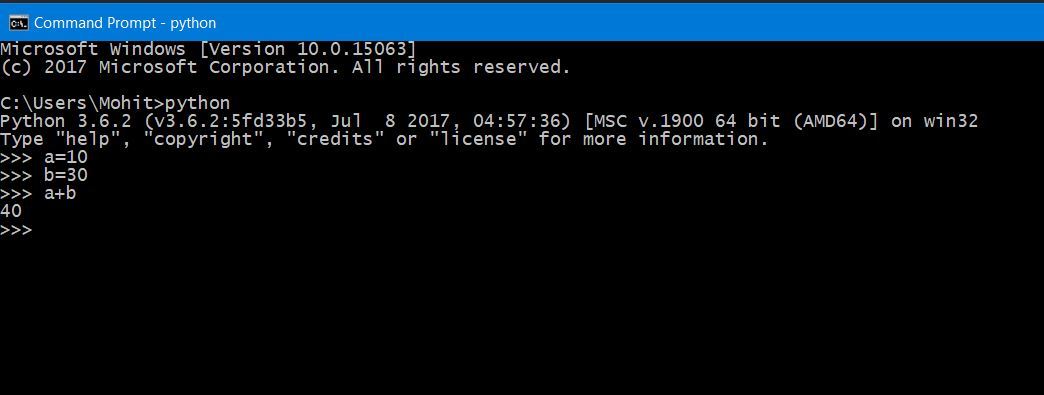 Command Prompt - python
Microsoft Windows [Version 10.0.15063]
(c) 2017 Microsoft Corporation. All rights reserved.
C:\Users\Mohit>python
Python 3.6.2 (v3.6.2:5fd33b5, Jul  8 2017, 04:57:36) [MSC v.1900 64 bit (AMD64)] on win32
Type "help", "copyright", "credits" or "license" for more information.
>>> a=10
>>> b=30
>>> a+b
40
>>>